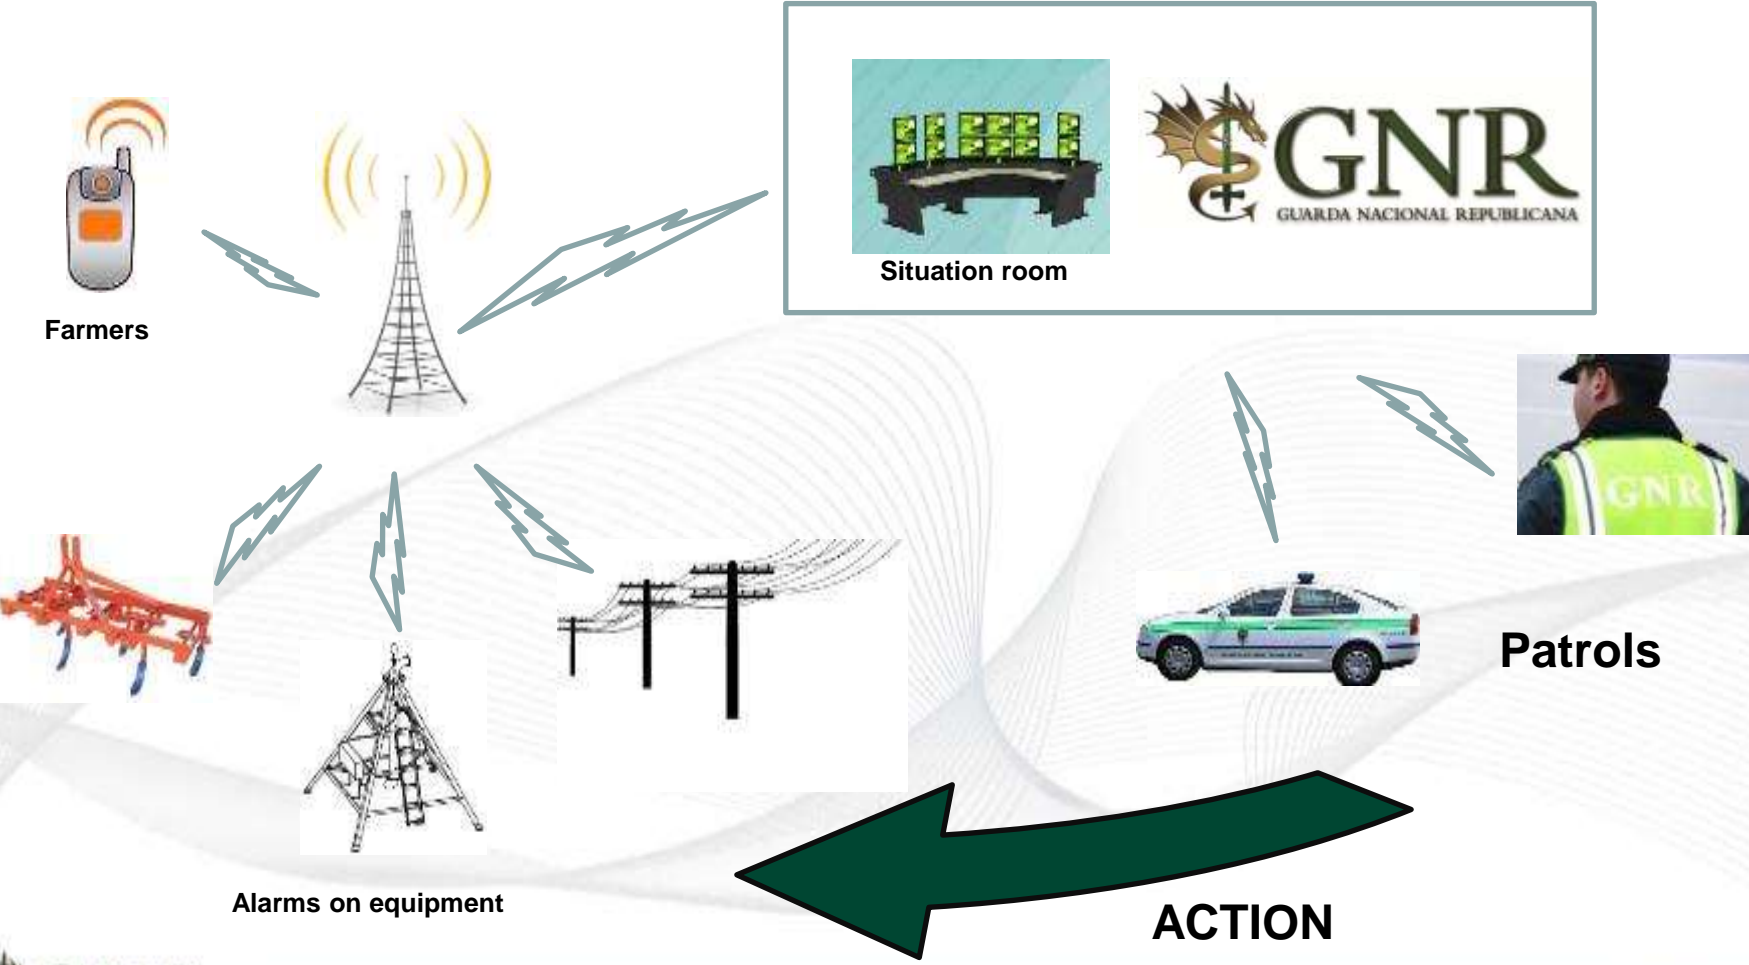 GNR
GUARDA NACIONAL REPUBLICANA
Situation room
Farmers
GNR
Patrols
Alarms on equipment
ACTION